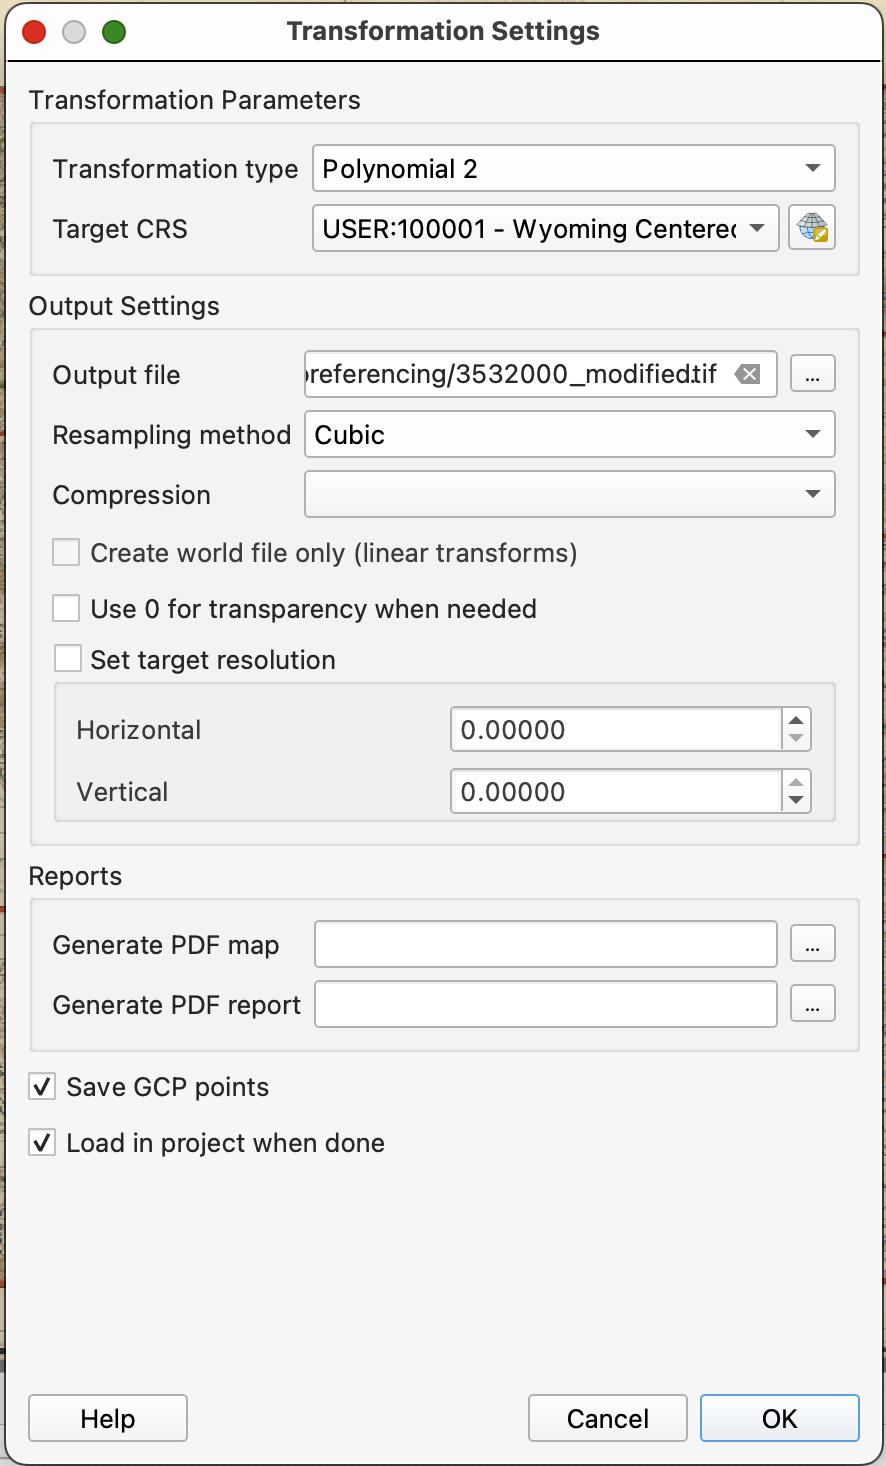 Transformation Settings
Transformation Parameters
Transformation type Polynomial 2
Target CRS USER:100001 - Wyoming Centered
Output Settings
Output file referencing/3532000_modified.tif
...
Resampling method Cubic
Compression
Create world file only (linear transforms)
Use 0 for transparency when needed
Set target resolution
Horizontal 0.00000
Vertical 0.00000
Reports
Generate PDF map ...
Generate PDF report ...
Save GCP points
Load in project when done
Help Cancel OK